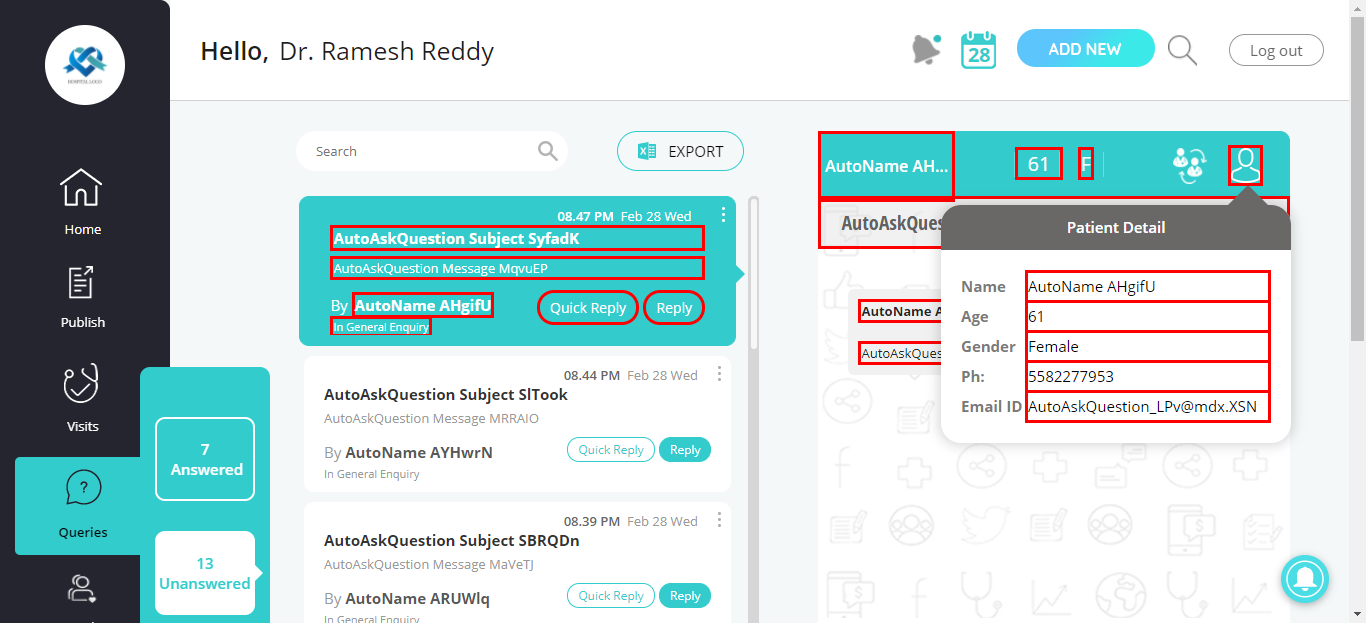 HOSPITAL LOGO
Hello, Dr. Ramesh Reddy
28
ADD NEW
Log out
Home
Publish
Visits
?
Queries
7
Answered
13
Unanswered
Search
EXPORT
08.47 PM Feb 28 Wed
AutoAskQuestion Subject SyfadK
AutoAskQuestion Message MqvuEP
By AutoName AHgifU
Quick Reply
Reply
In General Enquiry
08.44 PM Feb 28 Wed
AutoAskQuestion Subject SlTook
AutoAskQuestion Message MRRAIO
By AutoName AYHwrN
Quick Reply
Reply
In General Enquiry
08.39 PM Feb 28 Wed
AutoAskQuestion Subject SBRQDn
AutoAskQuestion Message MaVeTJ
By AutoName ARUWlq
Quick Reply
Reply
In General Enquiry
AutoName AH...
61
F
AutoAskQues
AutoName A
AutoAskQues
Patient Detail
Name AutoName AHgifU
Age 61
Gender Female
Ph: 5582277953
Email ID AutoAskQuestion_LPv@mdx.XSN